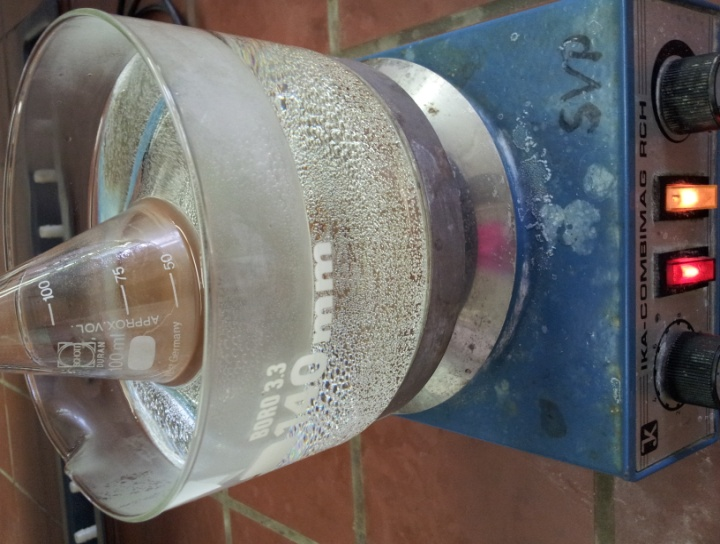 SVP
IKA-COMBIMAG RCH
BORO 3.3
140 mm
100
75
50
APPROX.VOL.
DURAN
100 ml
Germany